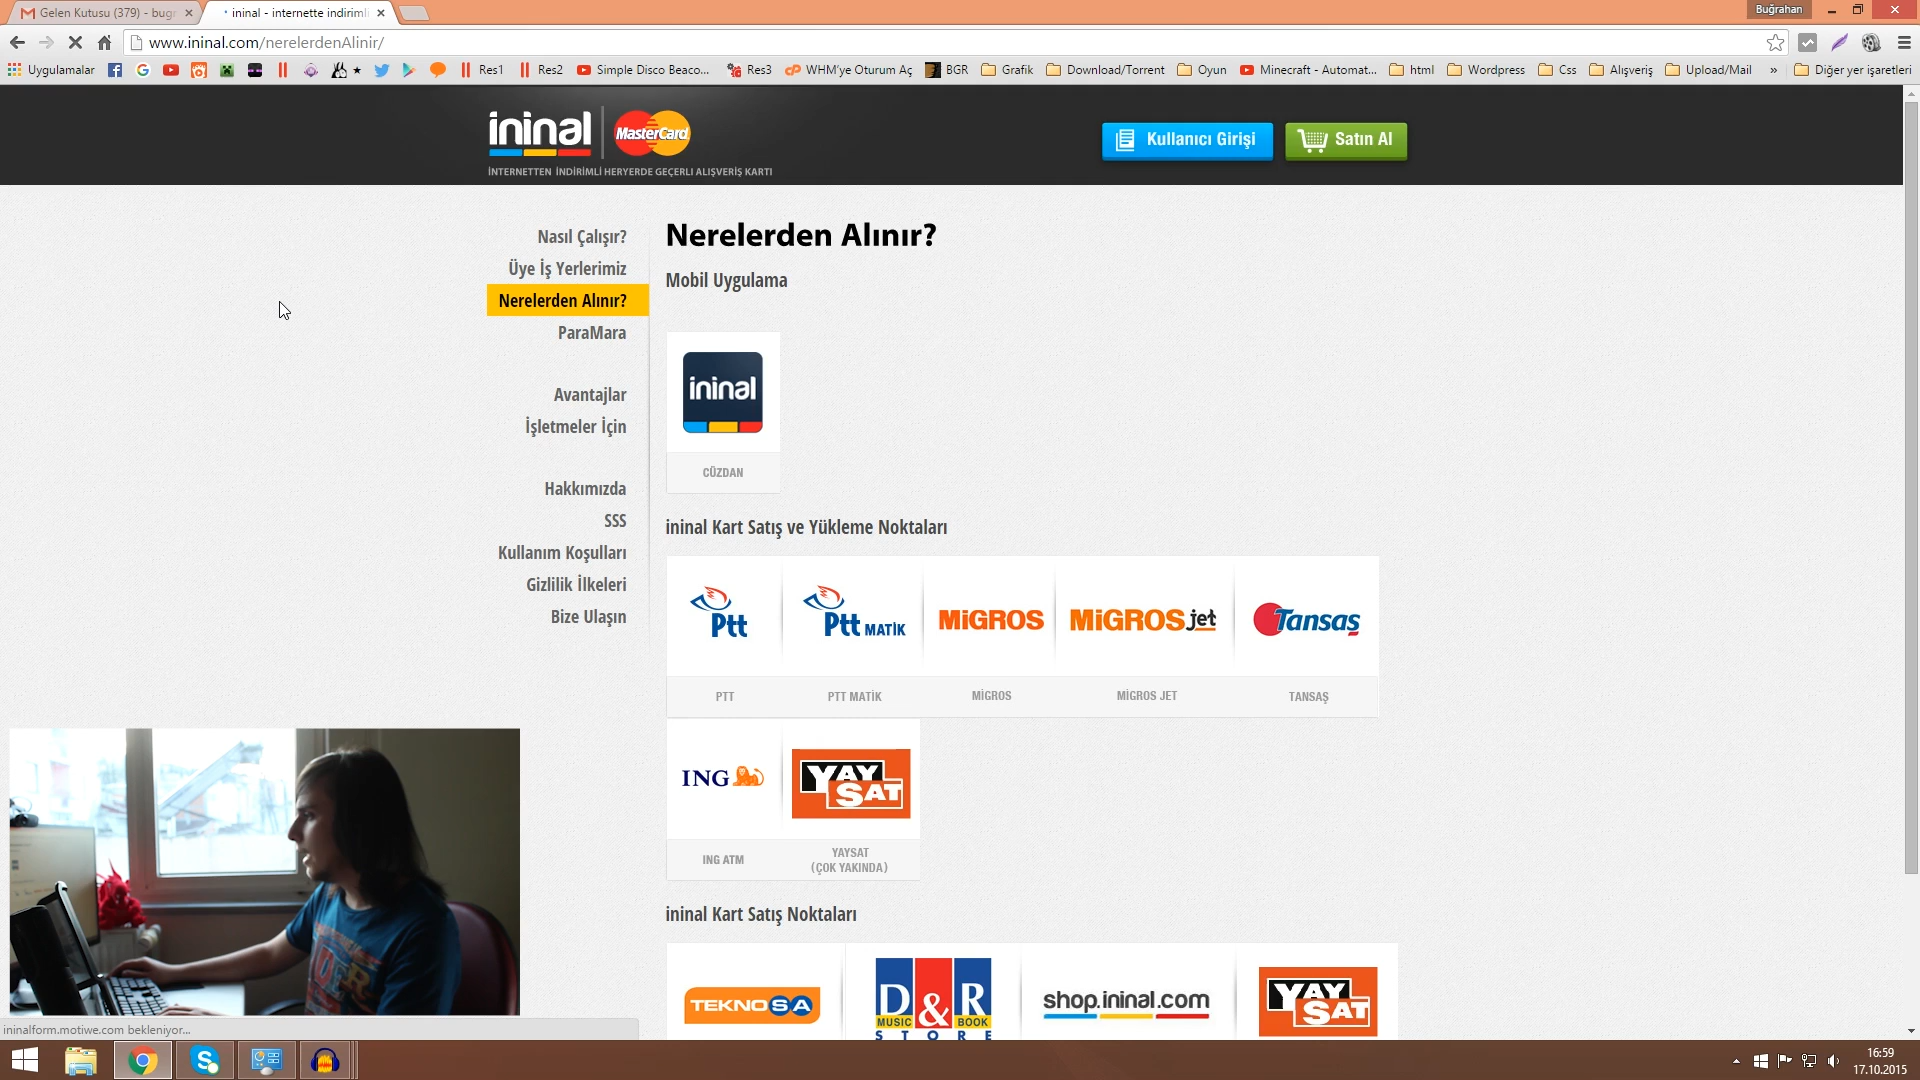 Gelen Kutusu (379) - bugr
ininal - internette indirimli
Buğrahan
www.ininal.com/nerelerdenAlinir/
Uygulamalar
Res1
Res2
Simple Disco Beaco...
Res3
WHM'ye Oturum Aç
BGR
Grafik
Download/Torrent
Oyun
Minecraft - Automat...
html
Wordpress
Css
Alışveriş
Upload/Mail
»
Diğer yer işaretleri
ininal
MasterCard
İNTERNETTEN İNDİRİMLİ HERYERDE GEÇERLİ ALIŞVERİŞ KARTI
Kullanıcı Girişi
Satın Al
Nasıl Çalışır?
Üye İş Yerlerimiz
Nerelerden Alınır?
ParaMara
Avantajlar
İşletmeler İçin
Hakkımızda
SSS
Kullanım Koşulları
Gizlilik İlkeleri
Bize Ulaşın
Nerelerden Alınır?
Mobil Uygulama
ininal
CÜZDAN
ininal Kart Satış ve Yükleme Noktaları
Ptt
Ptt MATİK
MiGROS
MiGROS jet
Tansaş
PTT
PTT MATİK
MİGROS
MİGROS JET
TANSAŞ
ING
YAY
SAT
ING ATM
YAYSAT
(ÇOK YAKINDA)
ininal Kart Satış Noktaları
TEKNOSA
D&R
MUSIC BOOK
STORE
shop.ininal.com
YAY
SAT
ininalform.motiwe.com bekleniyor...
16:59
17.10.2015